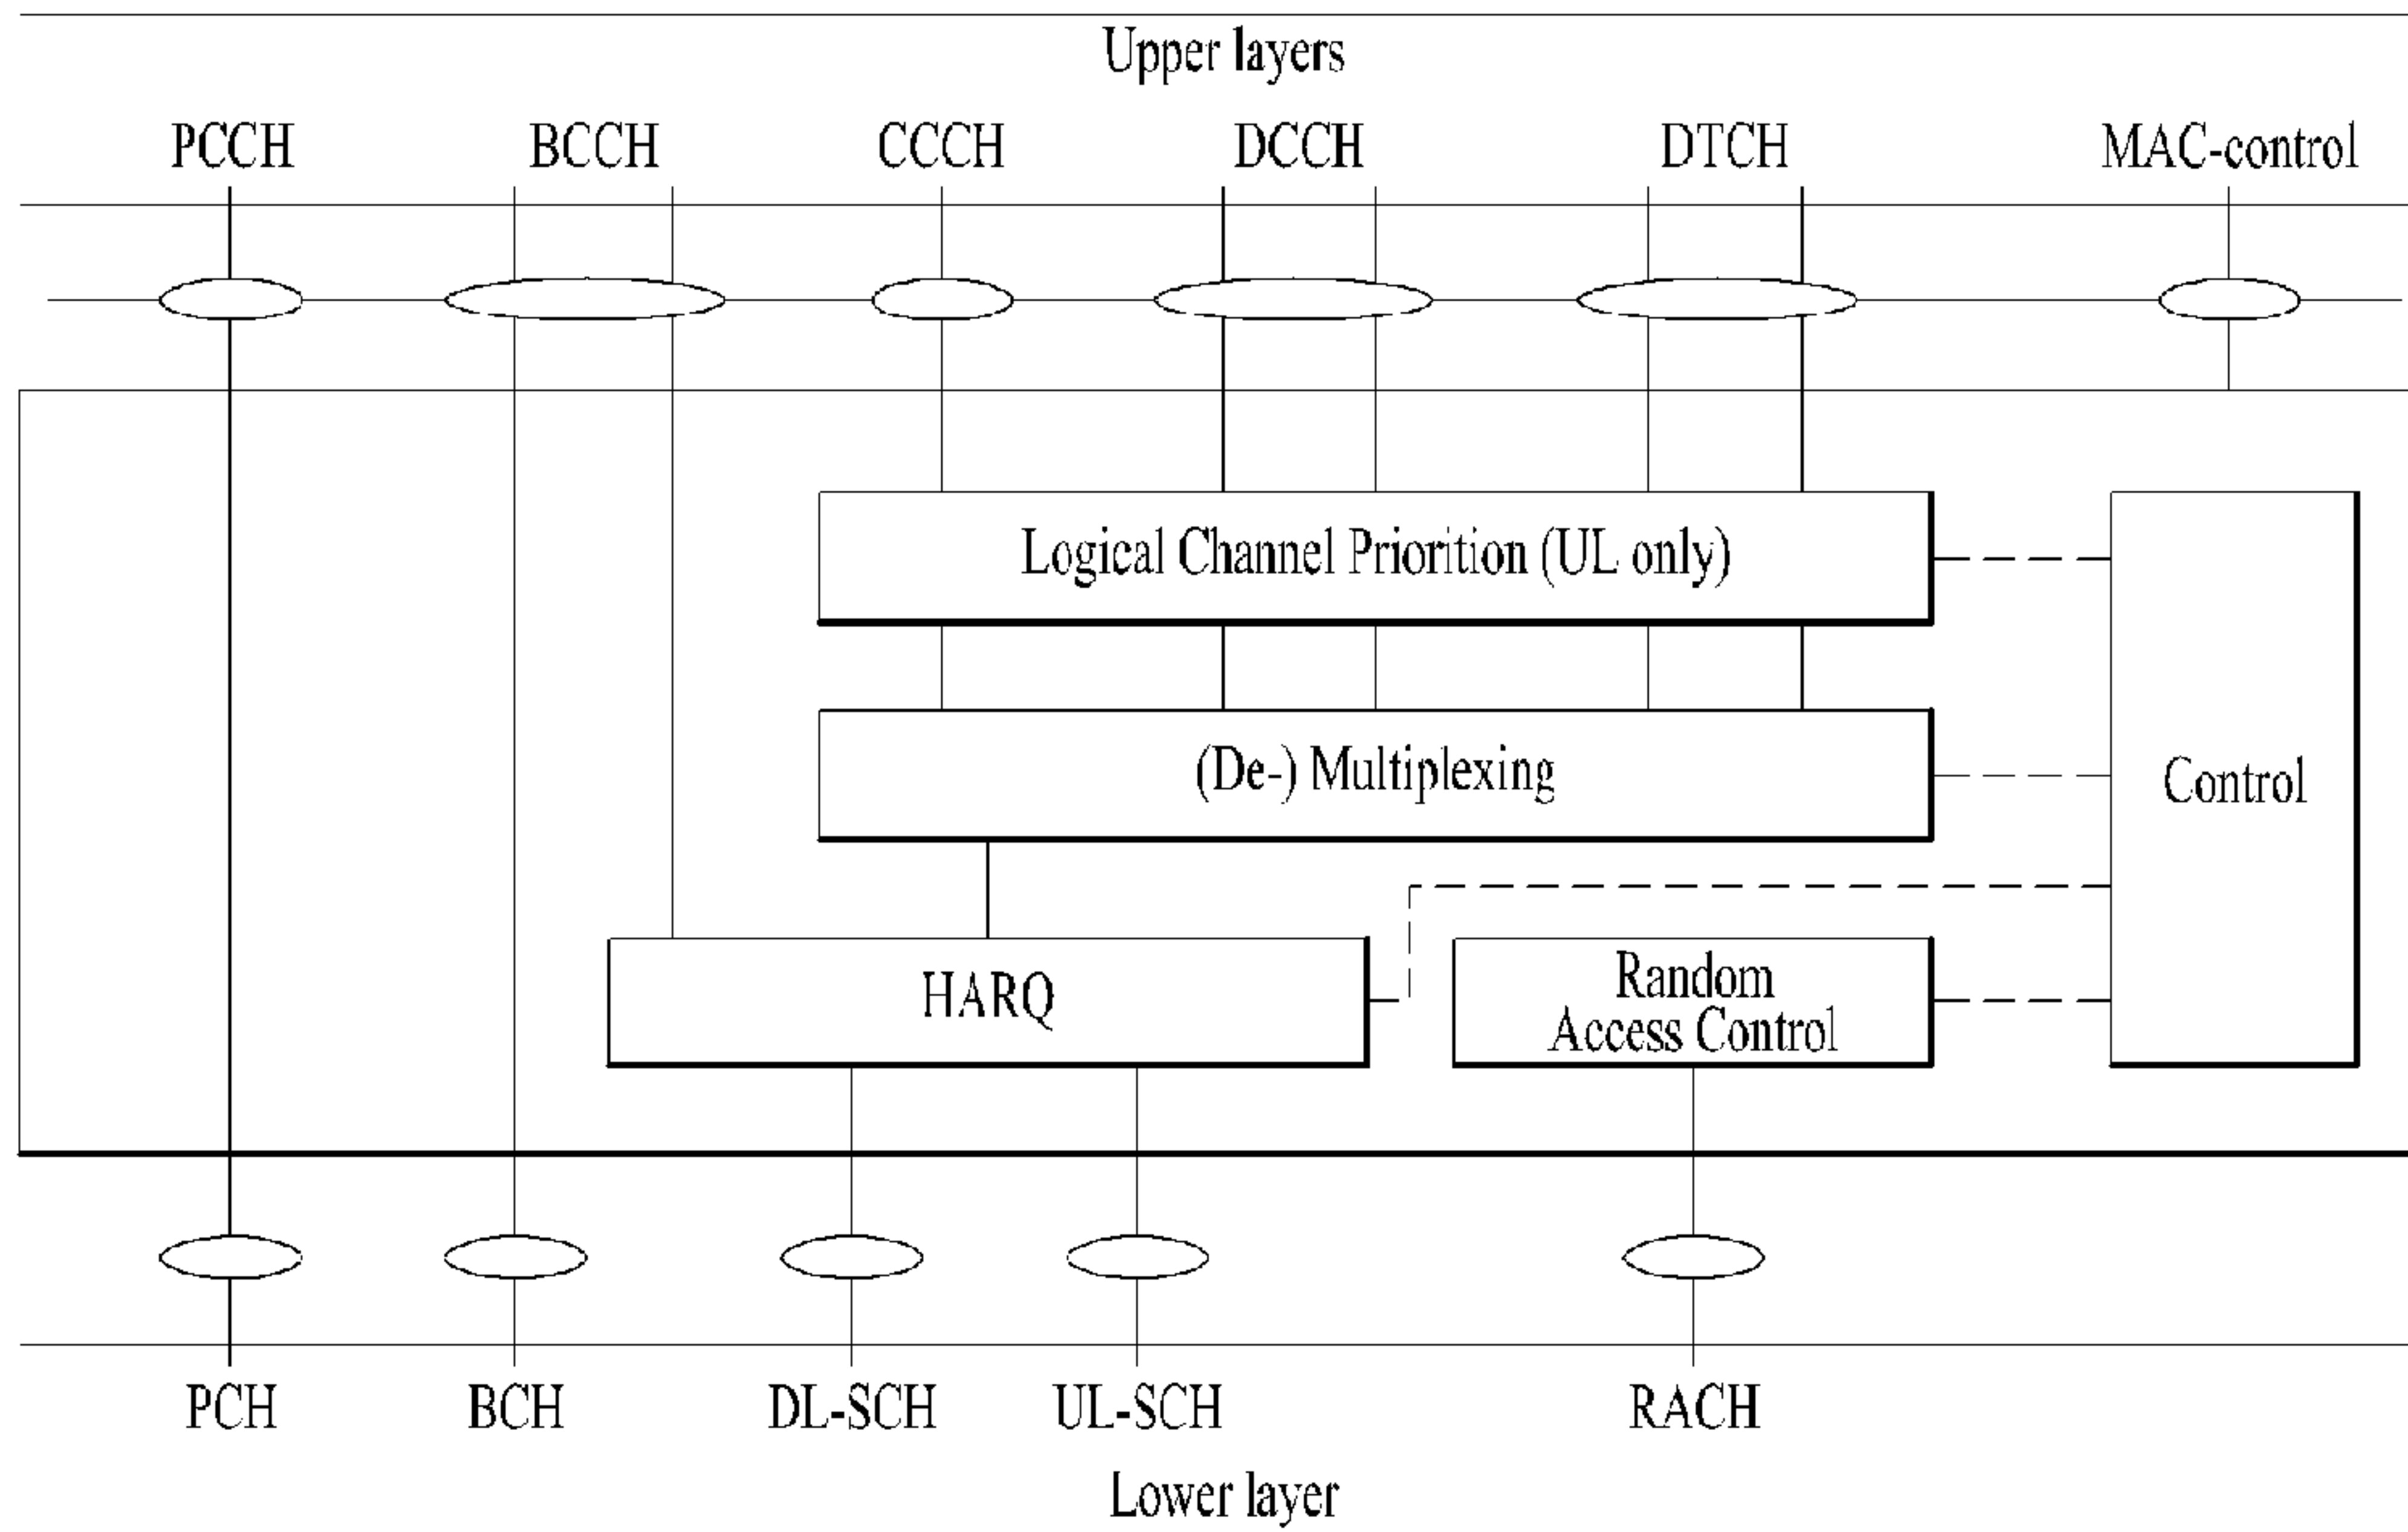 Upper layers
PCCH BCCH CCCH DCCH DTCH MAC-control
Logical Channel Priorition (UL only)
(De-) Multiplexing
Control
HARQ
Random
Access Control
PCH BCH DL-SCH UL-SCH RACH
Lower layer